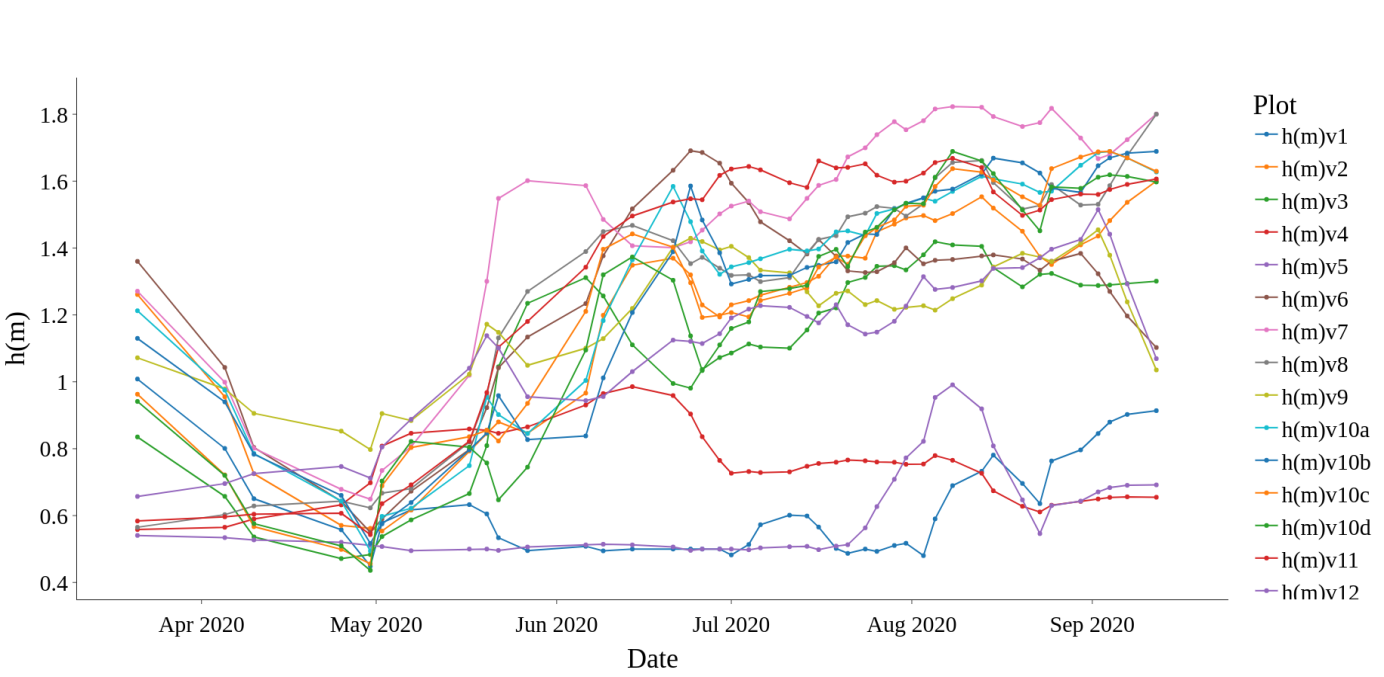 h(m)
1.8
1.6
1.4
1.2
1
0.8
0.6
0.4
Apr 2020
May 2020
Jun 2020
Jul 2020
Aug 2020
Sep 2020
Date
Plot
h(m)v1
h(m)v2
h(m)v3
h(m)v4
h(m)v5
h(m)v6
h(m)v7
h(m)v8
h(m)v9
h(m)v10a
h(m)v10b
h(m)v10c
h(m)v10d
h(m)v11
h(m)v12